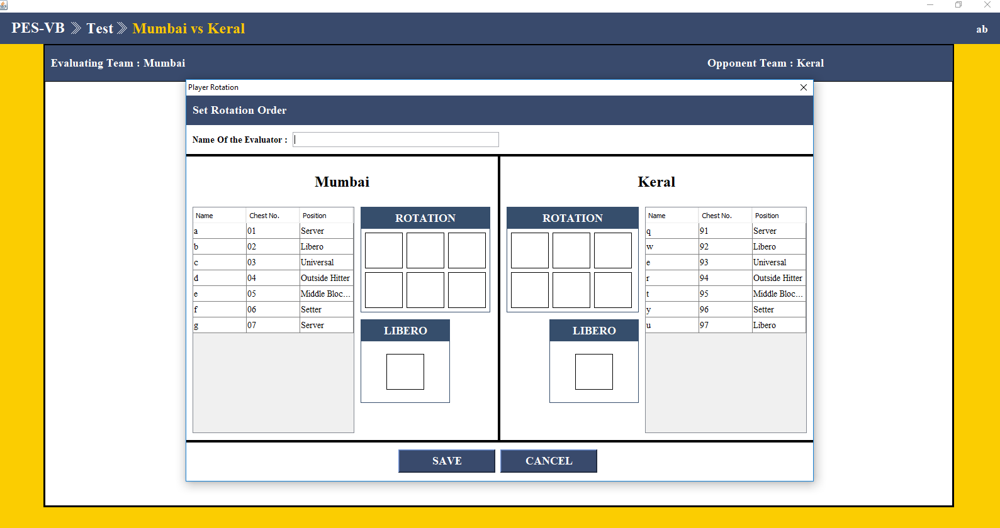 PES-VB Test Mumbai vs Keral ab
Evaluating Team : Mumbai Opponent Team : Keral
Player Rotation
Set Rotation Order
Name Of the Evaluator :
Mumbai
Name Chest No. Position
a 01 Server
b 02 Libero
c 03 Universal
d 04 Outside Hitter
e 05 Middle Bloc...
f 06 Setter
g 07 Server
ROTATION
LIBERO
Keral
ROTATION
LIBERO
Name Chest No. Position
q 91 Server
w 92 Libero
e 93 Universal
r 94 Outside Hitter
t 95 Middle Bloc...
y 96 Setter
u 97 Libero
SAVE CANCEL